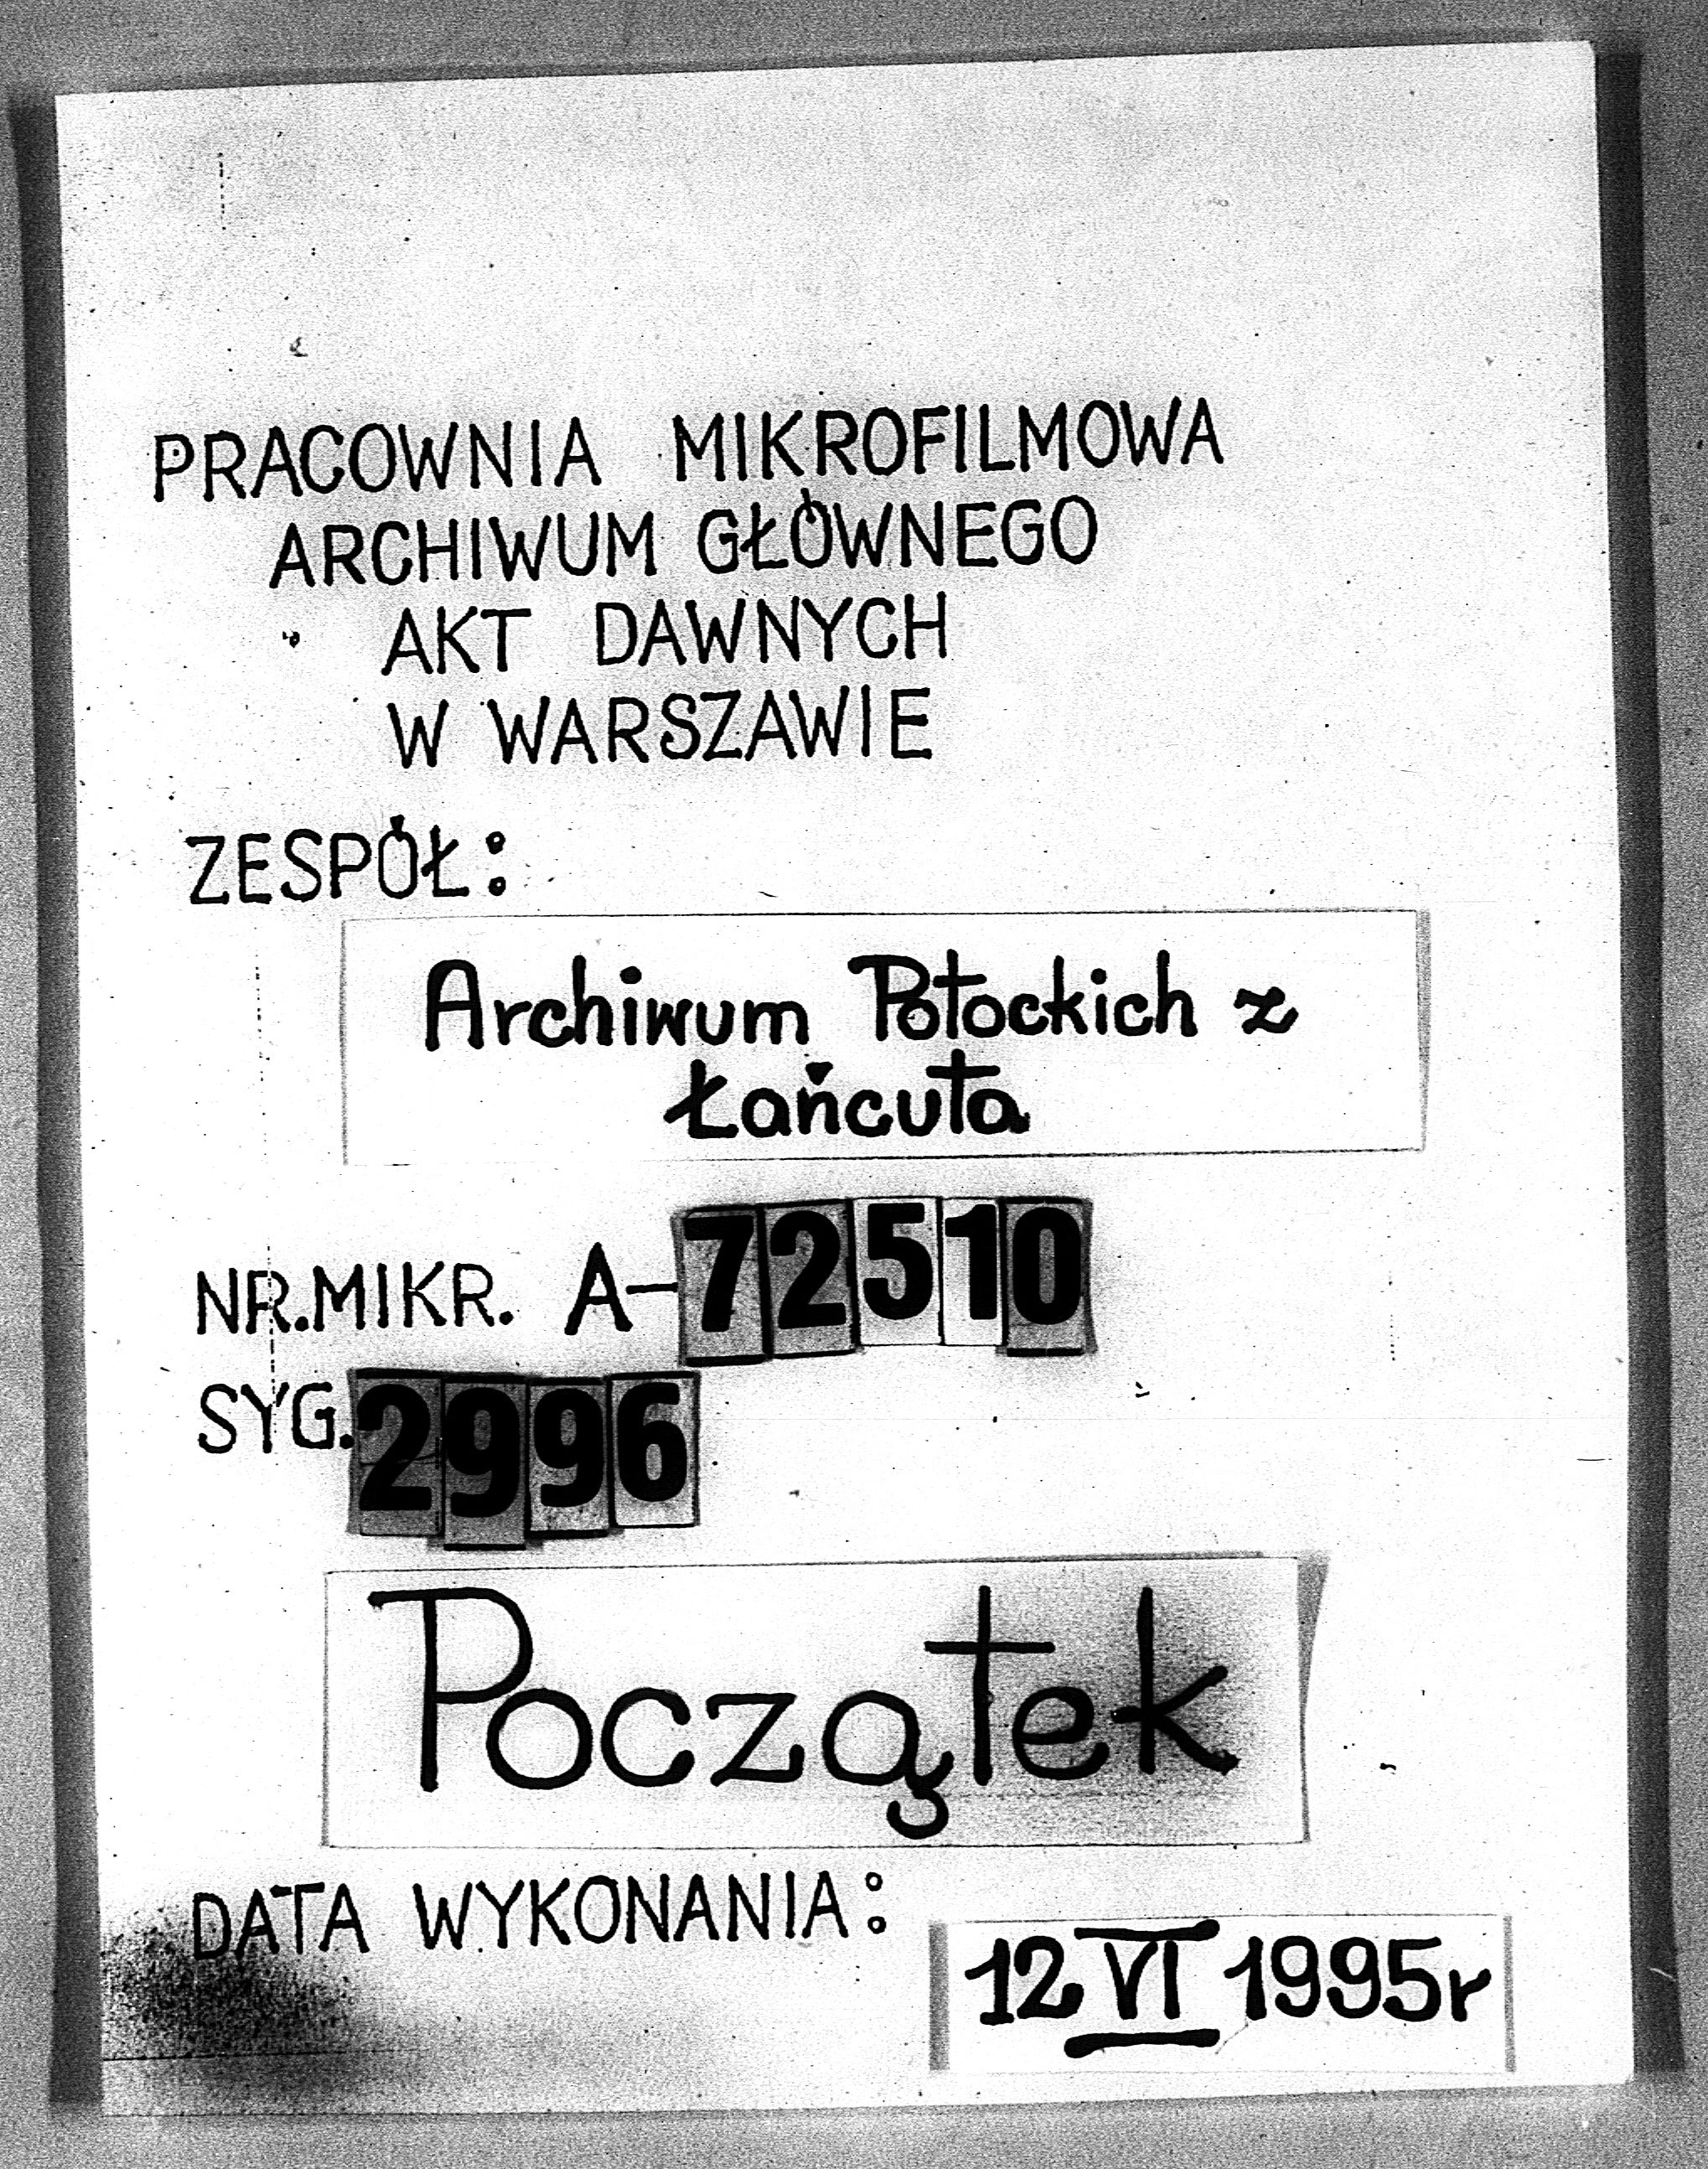 PRACOWNIA MIKROFILMOWA
ARCHIWUM GŁÓWNEGO
AKT DAWNYCH
W WARSZAWIE
ZESPÓŁ:
Archiwum Potockich z
Łańcuta
NR.MIKR. A-72510
SYG.2996
Początek
DATA WYKONANIA:
12 VI 1995r